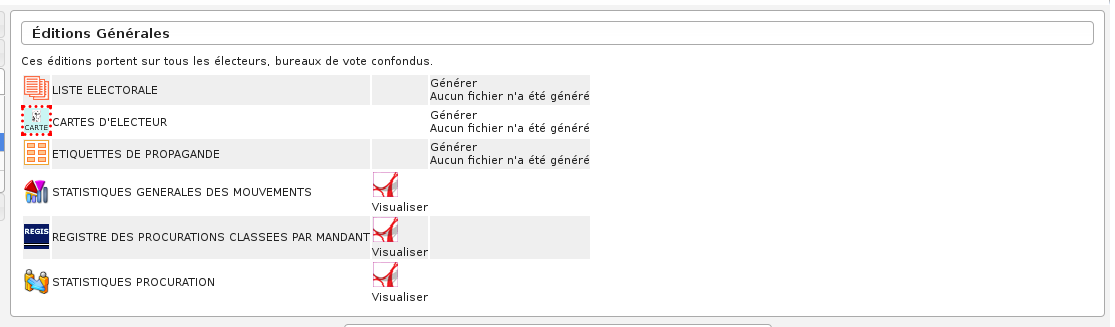 Éditions Générales
Ces éditions portent sur tous les électeurs, bureaux de vote confondus.
LISTE ELECTORALE
Générer
Aucun fichier n'a été généré
CARTE
CARTES D'ELECTEUR
Générer
Aucun fichier n'a été généré
ETIQUETTES DE PROPAGANDE
Générer
Aucun fichier n'a été généré
STATISTIQUES GENERALES DES MOUVEMENTS
Visualiser
REGIS
REGISTRE DES PROCURATIONS CLASSEES PAR MANDANT
Visualiser
STATISTIQUES PROCURATION
Visualiser